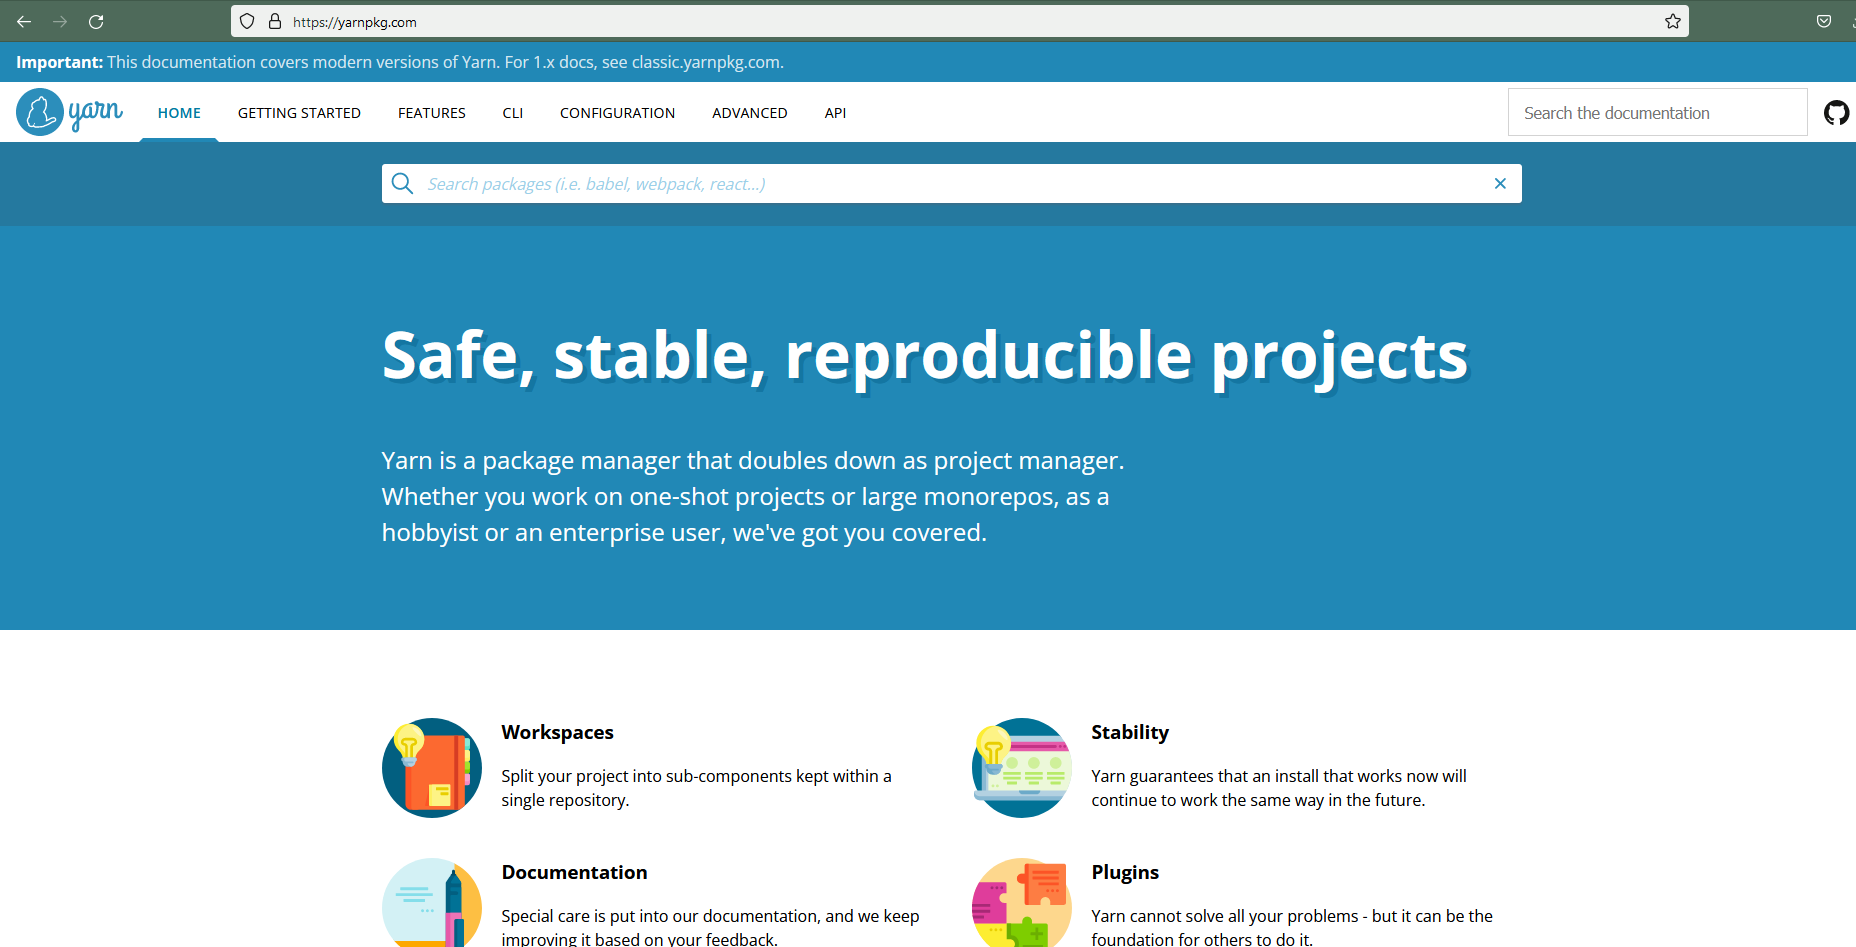 https://yarnpkg.com
Important: This documentation covers modern versions of Yarn. For 1.x docs, see classic.yarnpkg.com.
yarn
HOME
GETTING STARTED
FEATURES
CLI
CONFIGURATION
ADVANCED
API
Search the documentation
Search packages (i.e. babel, webpack, react...)
Safe, stable, reproducible projects
Yarn is a package manager that doubles down as project manager.
Whether you work on one-shot projects or large monorepos, as a
hobbyist or an enterprise user, we've got you covered.
Workspaces
Split your project into sub-components kept within a
single repository.
Stability
Yarn guarantees that an install that works now will
continue to work the same way in the future.
Documentation
Special care is put into our documentation, and we keep
improving it based on your feedback.
Plugins
Yarn cannot solve all your problems - but it can be the
foundation for others to do it.